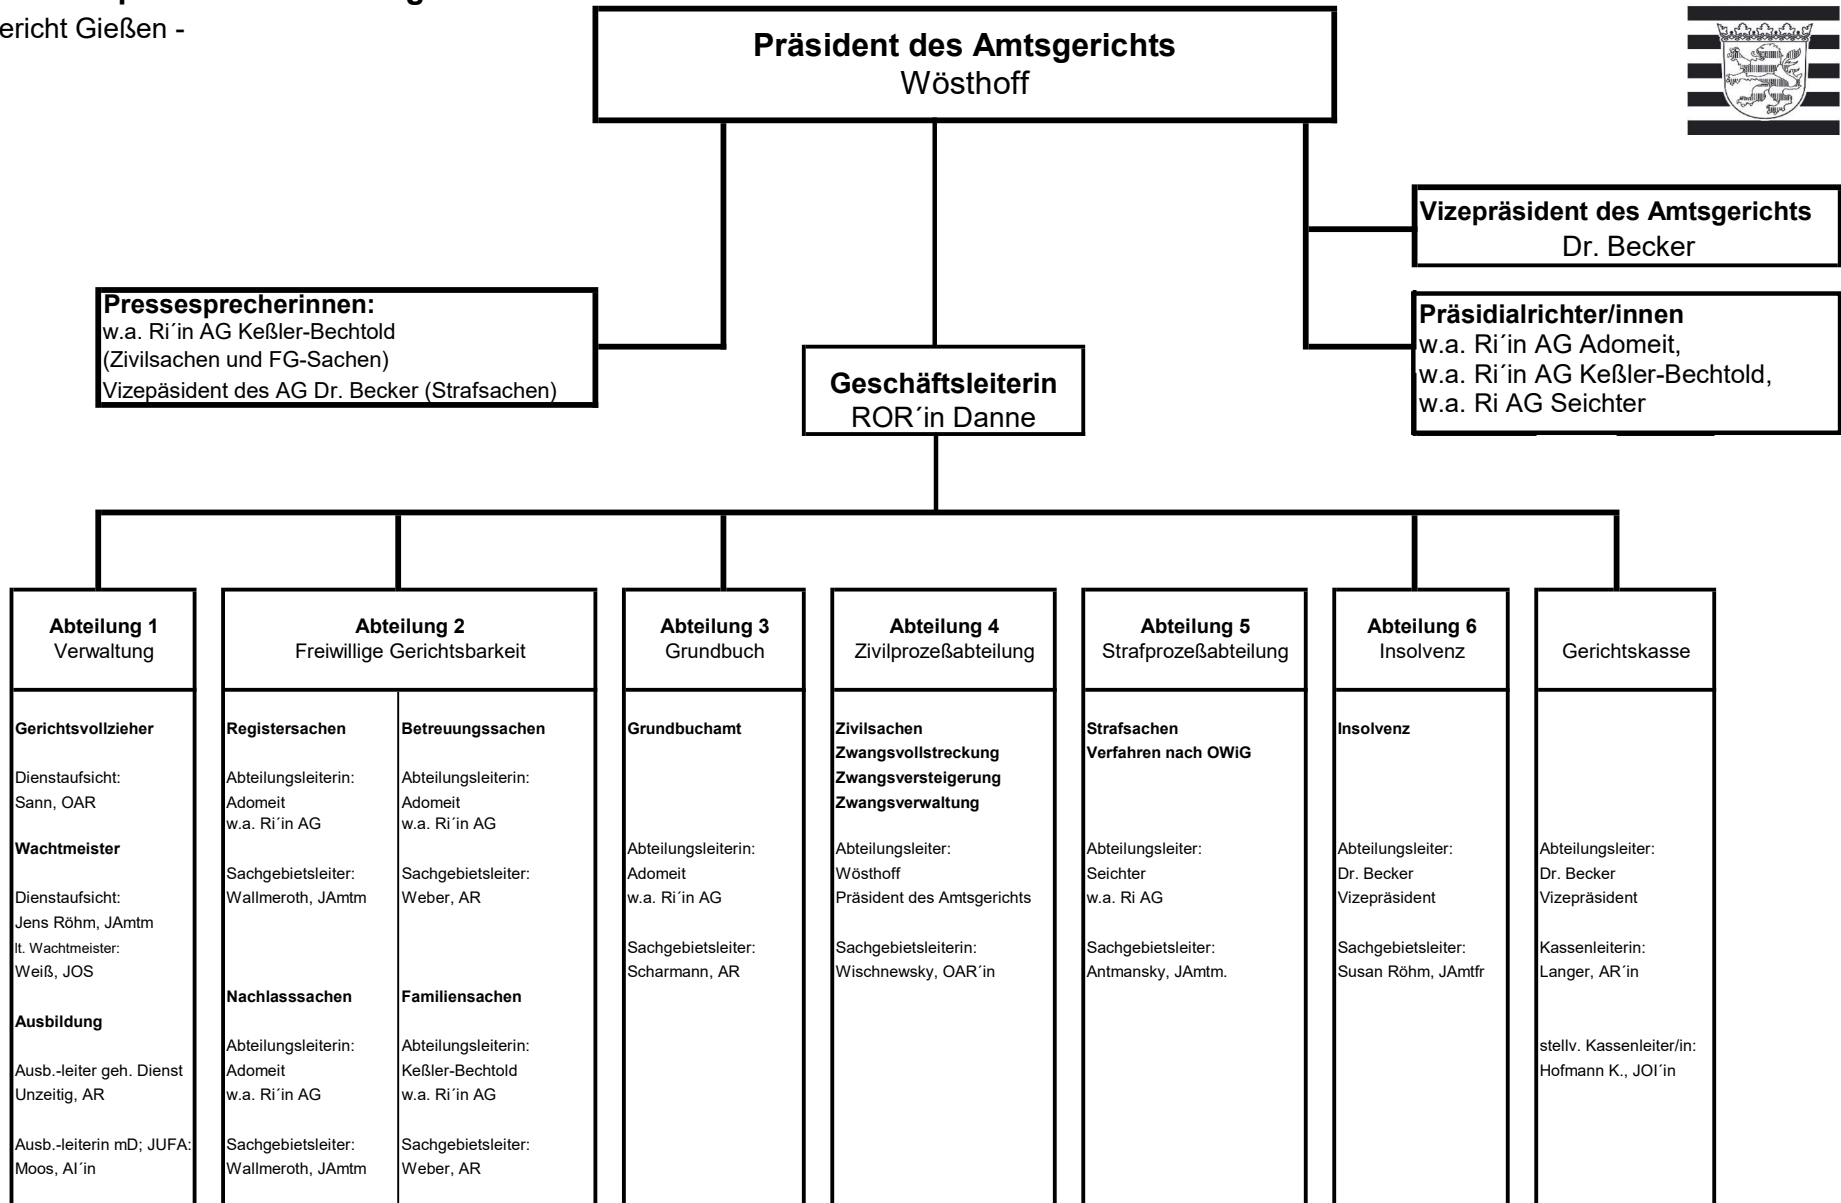 ericht Gießen -
Präsident des Amtsgerichts
Wösthoff
Vizepräsident des Amtsgerichts
Dr. Becker
Pressesprecherinnen:
w.a. Ri´in AG Keßler-Bechtold
(Zivilsachen und FG-Sachen)
Vizepäsident des AG Dr. Becker (Strafsachen)
Präsidialrichter/innen
w.a. Ri´in AG Adomeit,
w.a. Ri´in AG Keßler-Bechtold,
w.a. Ri AG Seichter
Geschäftsleiterin
ROR´in Danne
Abteilung 1
Verwaltung
Gerichtsvollzieher
Dienstaufsicht:
Sann, OAR
Wachtmeister
Dienstaufsicht:
Jens Röhm, JAmtm
lt. Wachtmeister:
Weiß, JOS
Ausbildung
Ausb.-leiter geh. Dienst
Unzeitig, AR
Ausb.-leiterin mD; JUFA:
Moos, AI´in
Abteilung 2
Freiwillige Gerichtsbarkeit
Registersachen
Abteilungsleiterin:
Adomeit
w.a. Ri´in AG
Sachgebietsleiter:
Wallmeroth, JAmtm
Nachlasssachen
Abteilungsleiterin:
Adomeit
w.a. Ri´in AG
Sachgebietsleiter:
Wallmeroth, JAmtm
Betreuungssachen
Abteilungsleiterin:
Adomeit
w.a. Ri´in AG
Sachgebietsleiter:
Weber, AR
Familiensachen
Abteilungsleiterin:
Keßler-Bechtold
w.a. Ri´in AG
Sachgebietsleiter:
Weber, AR
Abteilung 3
Grundbuch
Grundbuchamt
Abteilungsleiterin:
Adomeit
w.a. Ri´in AG
Sachgebietsleiter:
Scharmann, AR
Abteilung 4
Zivilprozeßabteilung
Zivilsachen
Zwangsvollstreckung
Zwangsversteigerung
Zwangsverwaltung
Abteilungsleiter:
Wösthoff
Präsident des Amtsgerichts
Sachgebietsleiterin:
Wischnewsky, OAR´in
Abteilung 5
Strafprozeßabteilung
Strafsachen
Verfahren nach OWiG
Abteilungsleiter:
Seichter
w.a. Ri AG
Sachgebietsleiter:
Antmansky, JAmtm.
Abteilung 6
Insolvenz
Insolvenz
Abteilungsleiter:
Dr. Becker
Vizepräsident
Sachgebietsleiter:
Susan Röhm, JAmtfr
Gerichtskasse
Abteilungsleiter:
Dr. Becker
Vizepräsident
Kassenleiterin:
Langer, AR´in
stellv. Kassenleiter/in:
Hofmann K., JOI´in